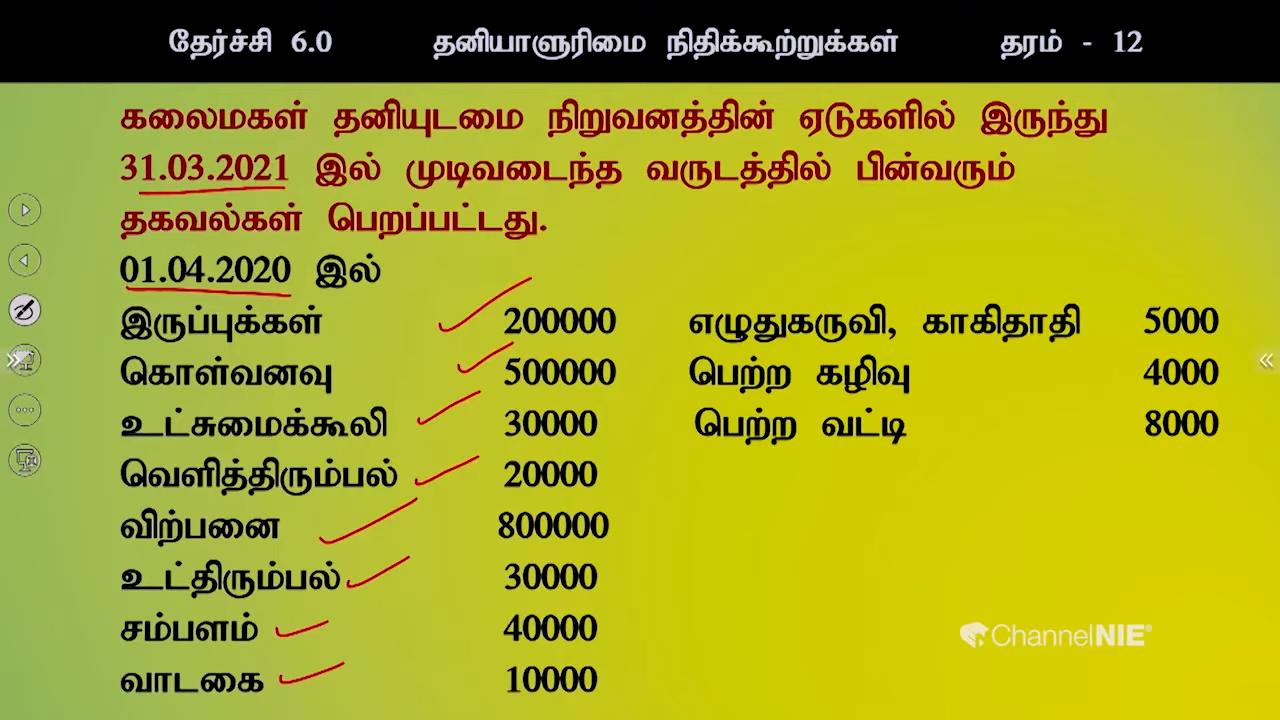 தேர்ச்சி 6.0 தனியாளுரிமை நிதிக்கூற்றுக்கள் தரம் - 12
கலைமகள் தனியுடமை நிறுவனத்தின் ஏடுகளில் இருந்து
31.03.2021 இல் முடிவடைந்த வருடத்தில் பின்வரும்
தகவல்கள் பெறப்பட்டது.
01.04.2020 இல்
இருப்புக்கள் 200000 எழுதுகருவி, காகிதாதி 5000
கொள்வனவு 500000 பெற்ற கழிவு 4000
உட்சுமைக்கூலி 30000 பெற்ற வட்டி 8000
வெளித்திரும்பல் 20000
விற்பனை 800000
உட்திரும்பல் 30000
சம்பளம் 40000
வாடகை 10000
ChannelNIE